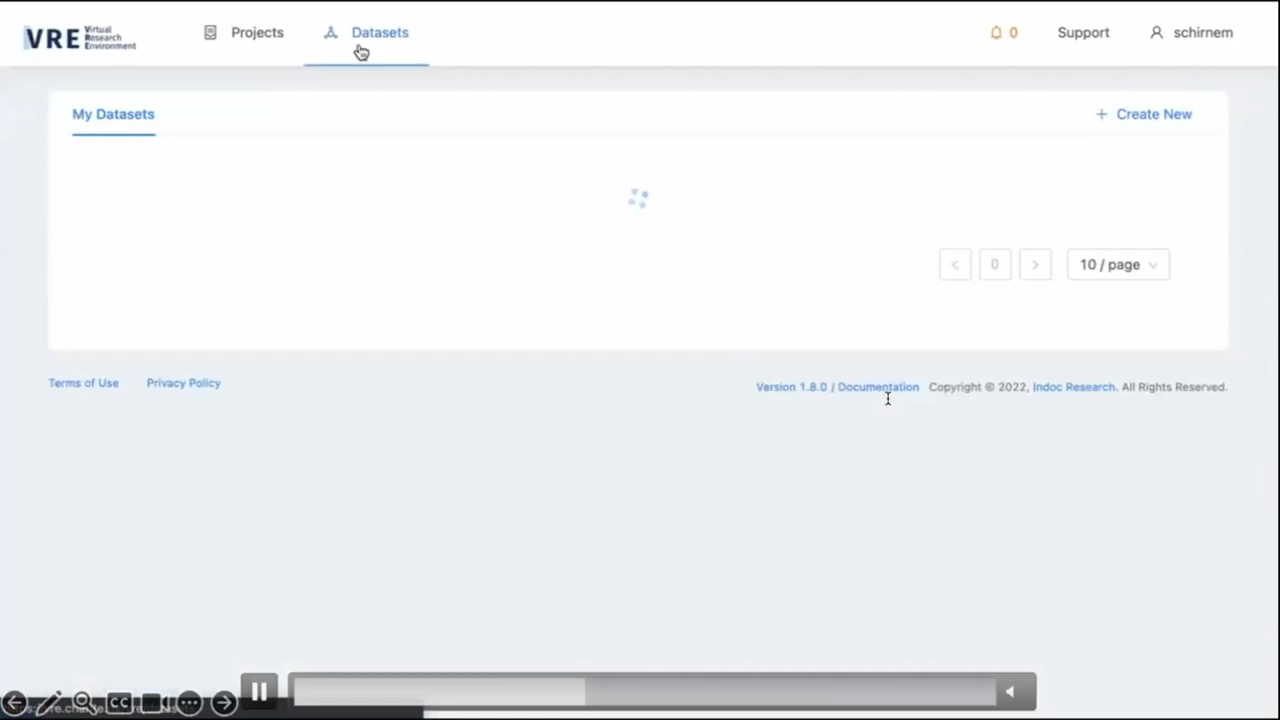 VRE Virtual Research Environment
Projects
Datasets
0
Support
schirnem
My Datasets
+ Create New
< 0 >
10 / page
Terms of Use
Privacy Policy
Version 1.8.0 / Documentation
Copyright © 2022, Indoc Research. All Rights Reserved.
CC